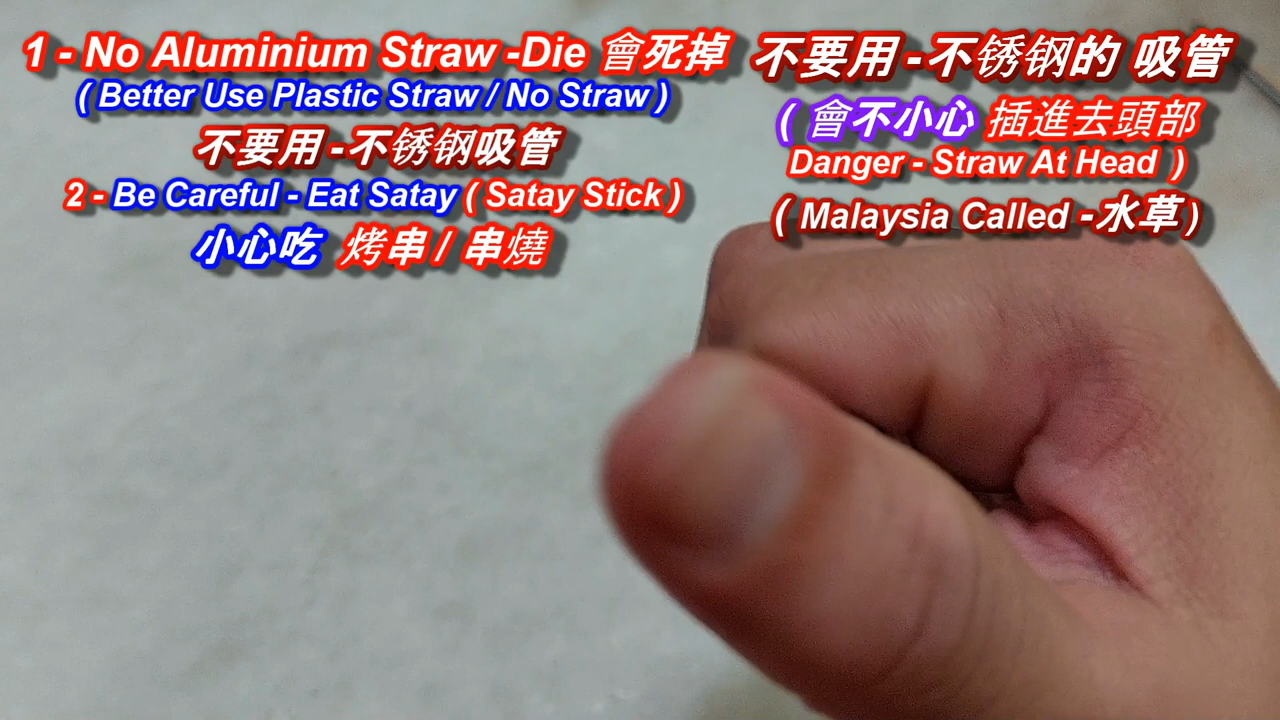 1 - No Aluminium Straw -Die 會死掉
( Better Use Plastic Straw / No Straw )
不要用 -不锈钢吸管
2 - Be Careful - Eat Satay ( Satay Stick )
小心吃 烤串 / 串燒
不要用 -不锈钢的 吸管
( 會不小心 插進去頭部
Danger - Straw At Head )
( Malaysia Called -水草 )